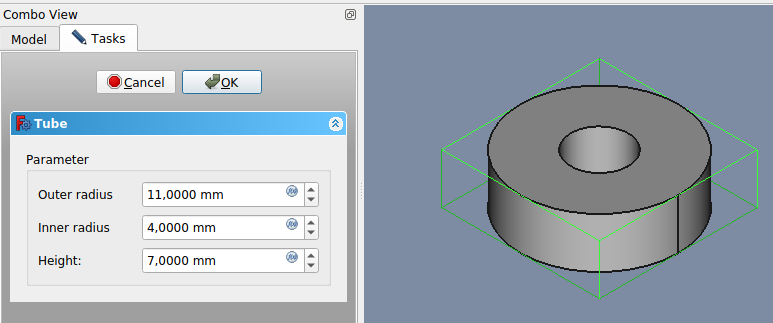 Combo View
Model Tasks
Cancel OK
Tube
Parameter
Outer radius 11,0000 mm
Inner radius 4,0000 mm
Height: 7,0000 mm